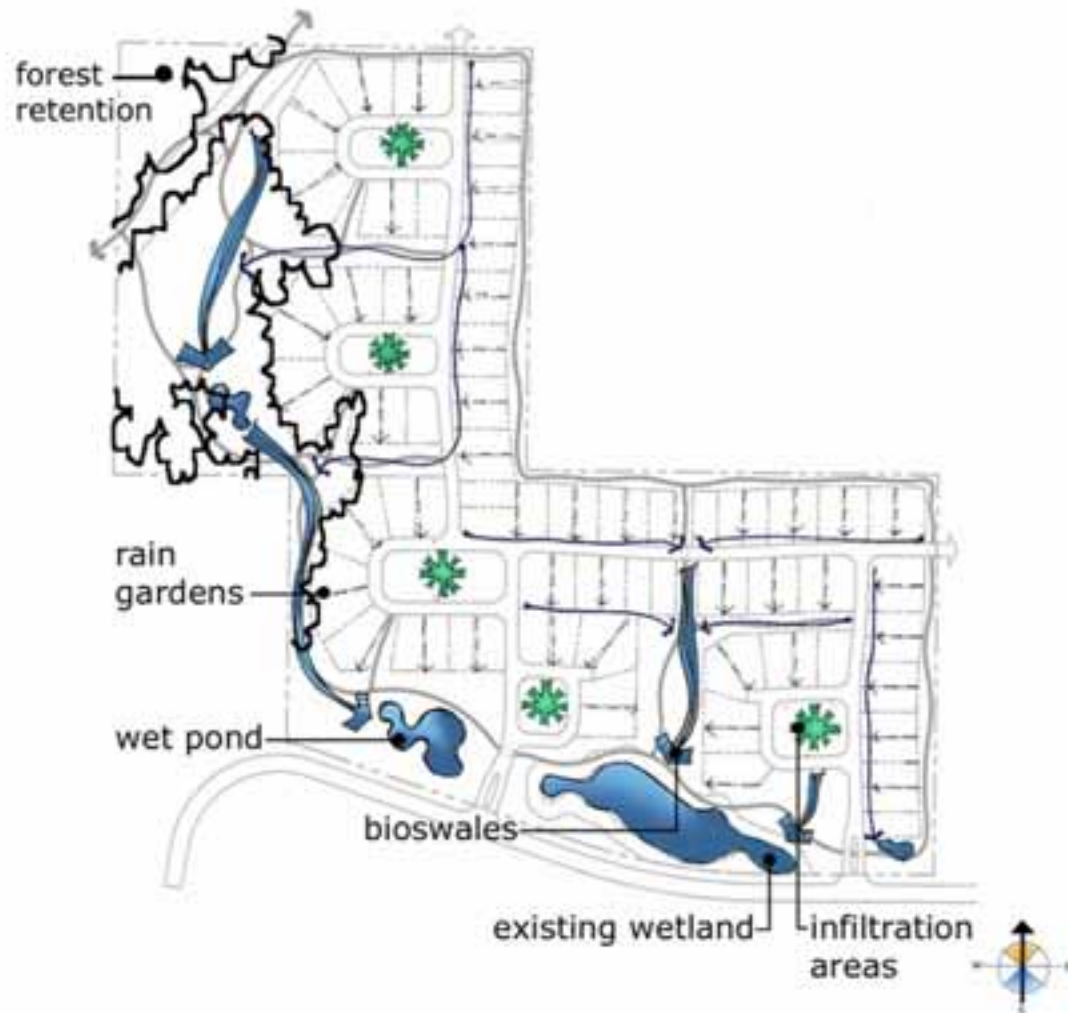 forest
retention
rain
gardens
wet pond
bioswales
existing wetland
infiltration
areas